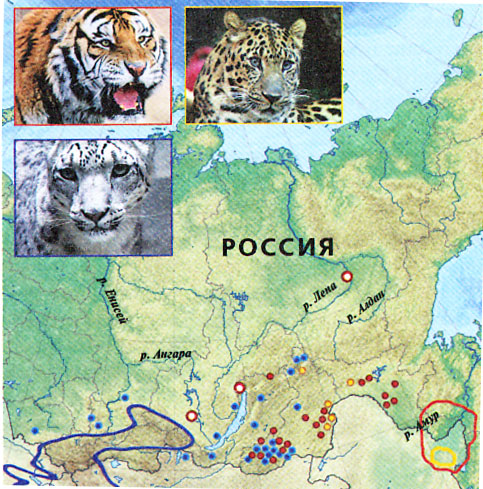 РОССИЯ
р. Енисей
р. Лена
р. Алдан
р. Ангара
р. Амур